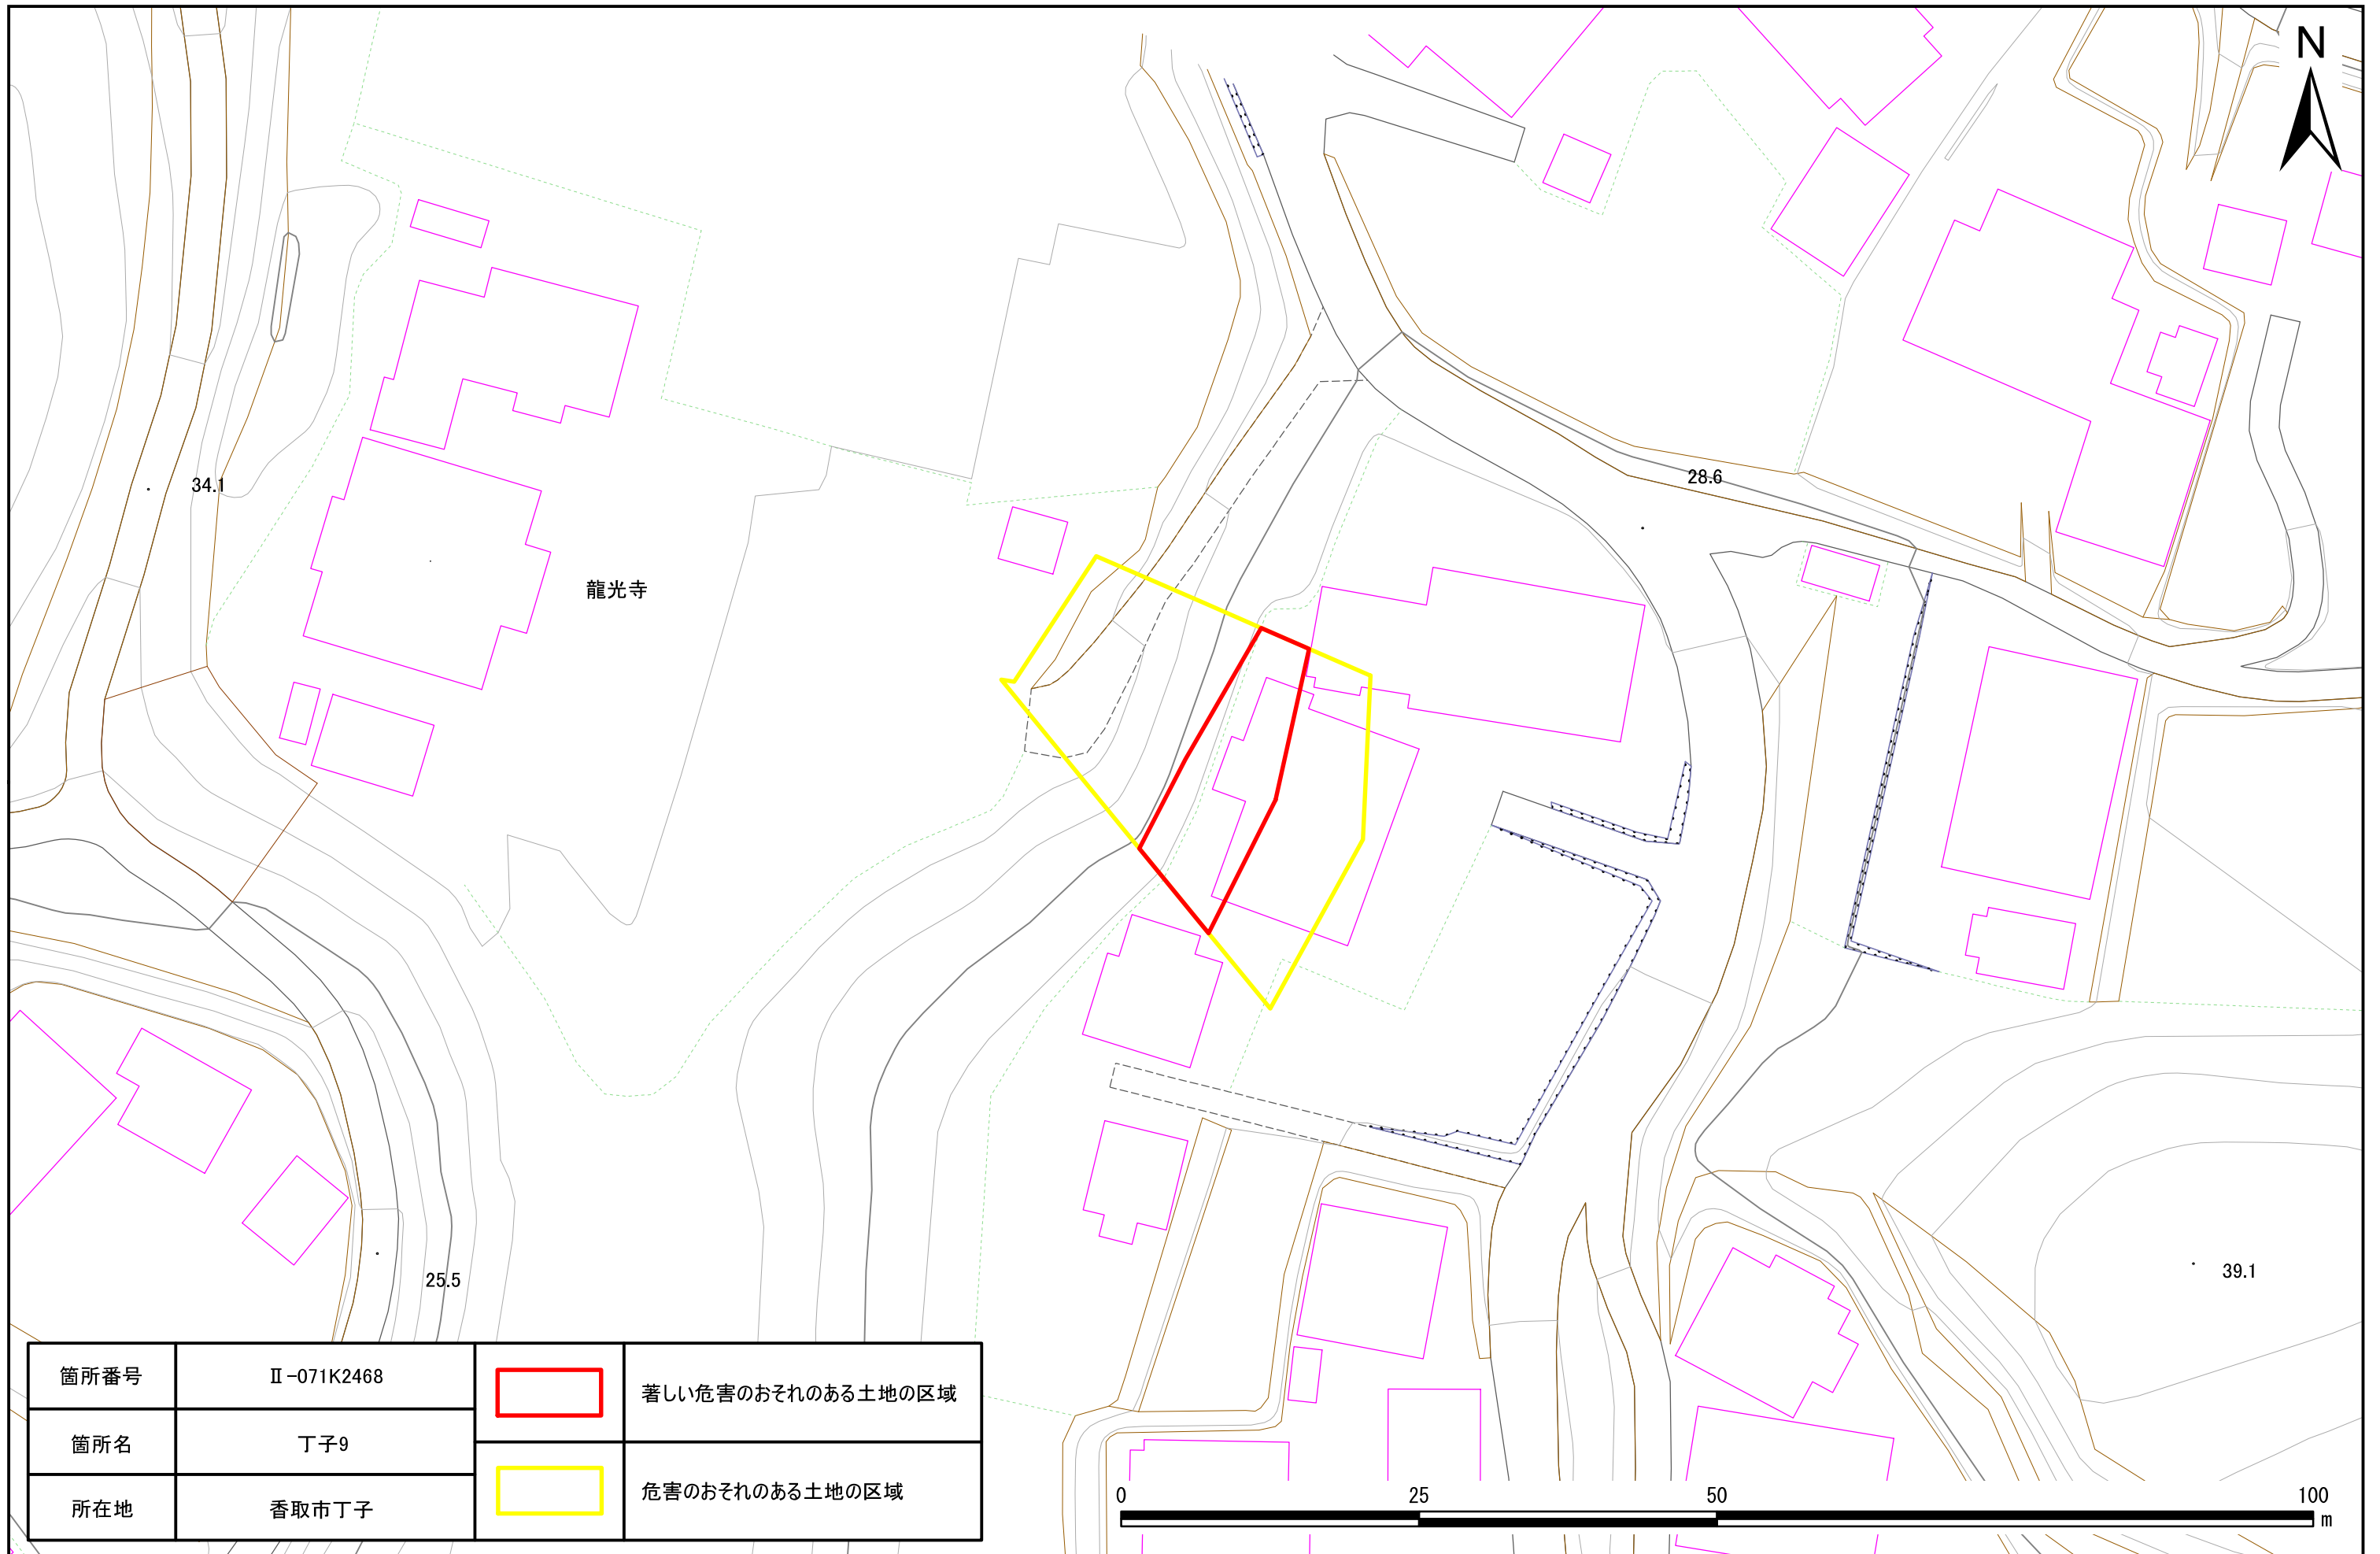 N
34.1
28.6
龍光寺
25.5
39.1
箇所番号 Ⅱ-071K2468
箇所名 丁子9
所在地 香取市丁子
著しい危害のおそれのある土地の区域
危害のおそれのある土地の区域
0 25 50 100
m